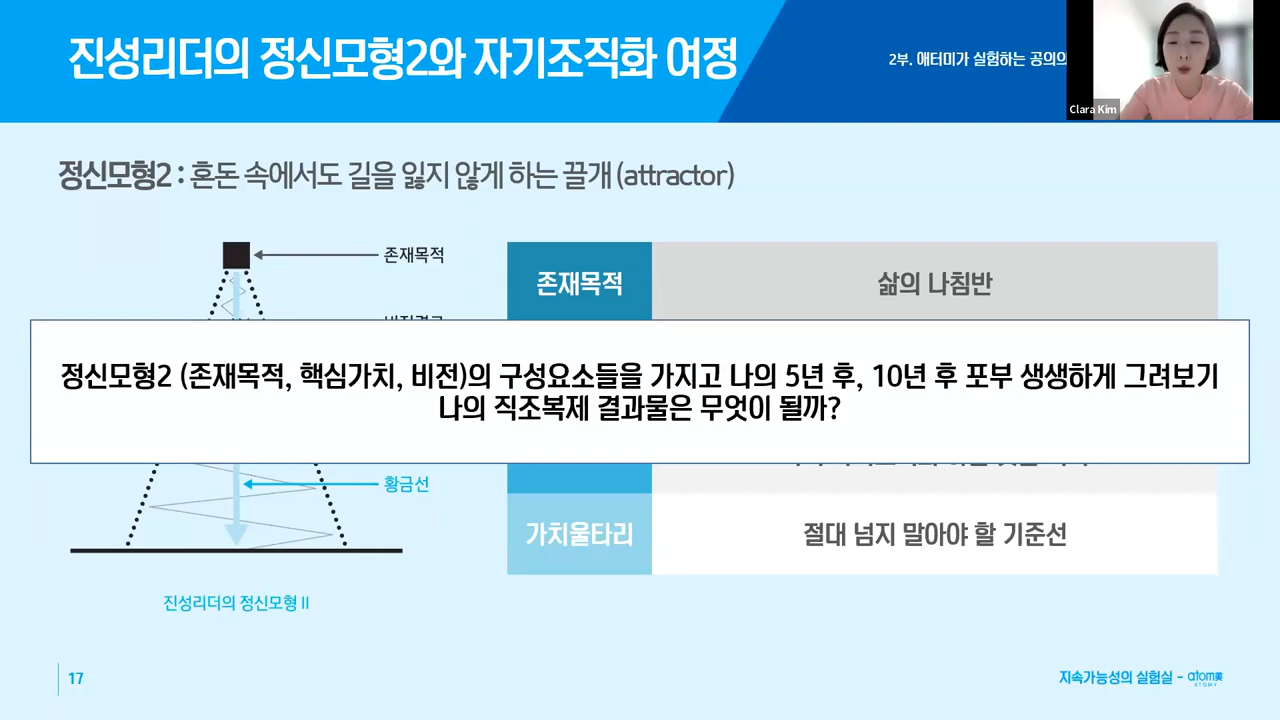 진성리더의 정신모형2와 자기조직화 여정
2부. 애터미가 실험하는 공의의
Clara Kim
정신모형2 : 혼돈 속에서도 길을 잃지 않게 하는 끌개 (attractor)
존재목적
존재목적
삶의 나침반
정신모형2 (존재목적, 핵심가치, 비전)의 구성요소들을 가지고 나의 5년 후, 10년 후 포부 생생하게 그려보기
나의 직조복제 결과물은 무엇이 될까?
황금선
가치울타리
절대 넘지 말아야 할 기준선
진성리더의 정신모형 II
17
지속가능성의 실험실 - atom美
ATOMY